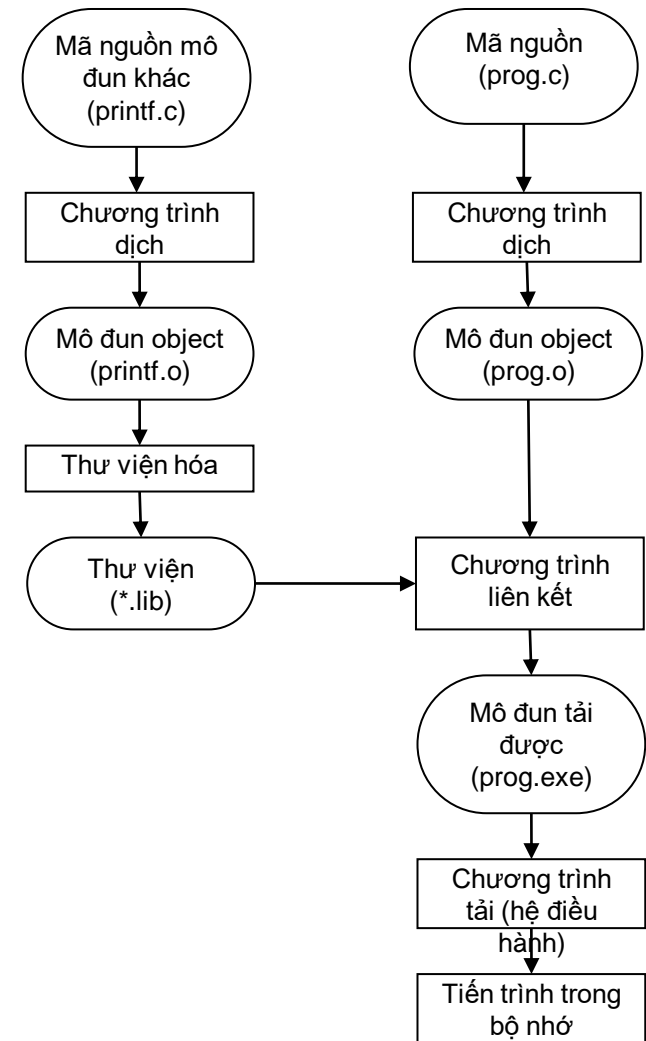 Mã nguồn mô
đun khác
(printf.c)
Chương trình
dịch
Mô đun object
(printf.o)
Thư viện hóa
Thư viện
(*.lib)
Mã nguồn
(prog.c)
Chương trình
dịch
Mô đun object
(prog.o)
Chương trình
liên kết
Mô đun tải
được
(prog.exe)
Chương trình
tải (hệ điều
hành)
Tiến trình trong
bộ nhớ